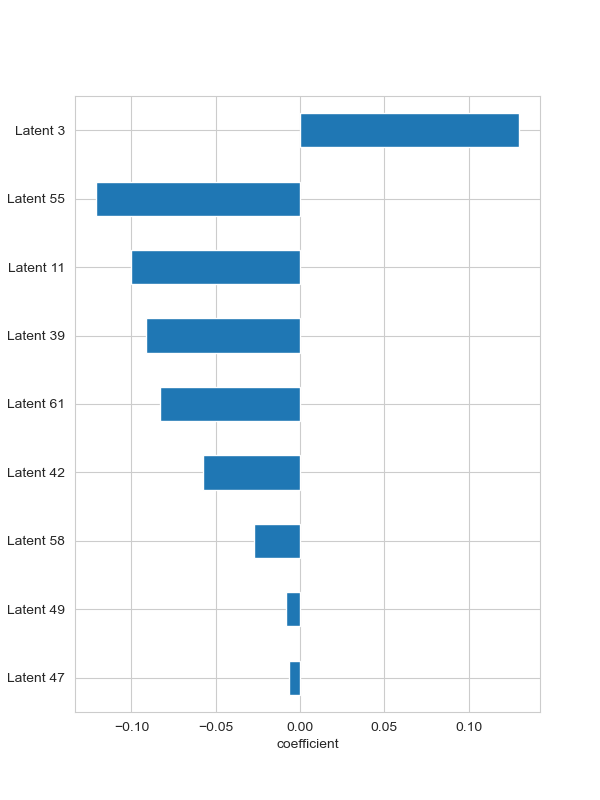 Latent 3
Latent 55
Latent 11
Latent 39
Latent 61
Latent 42
Latent 58
Latent 49
Latent 47
−0.10 −0.05 0.00 0.05 0.10
coefficient